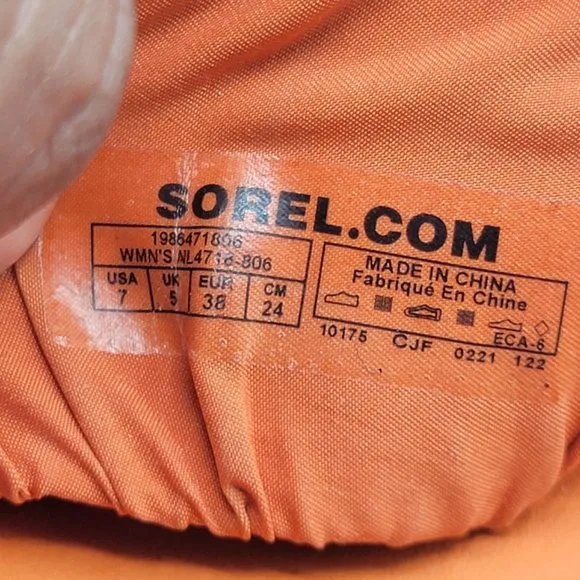 SOREL.COM
1986471806
WMN'S NL4718-806
USA UK EUR CM
7 5 38 24
MADE IN CHINA
Fabriqué En Chine
ECA-6
10175 CJF 0221 122